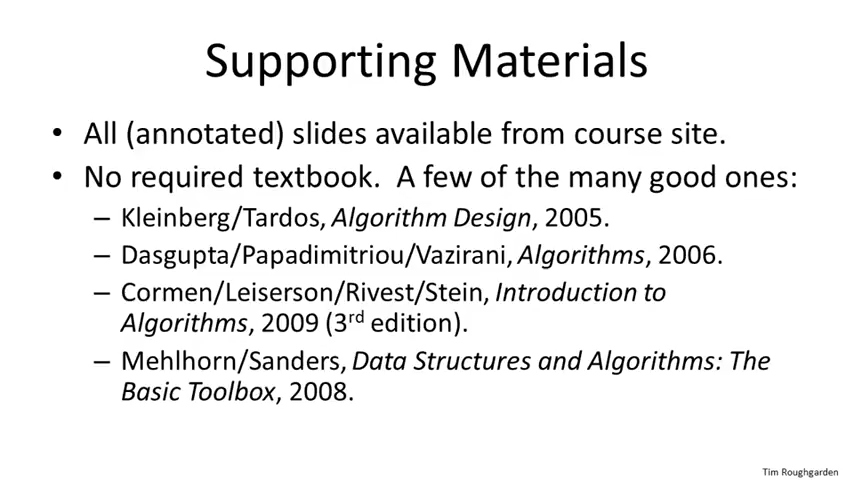 Supporting Materials
• All (annotated) slides available from course site.
• No required textbook. A few of the many good ones:
– Kleinberg/Tardos, Algorithm Design, 2005.
– Dasgupta/Papadimitriou/Vazirani, Algorithms, 2006.
– Cormen/Leiserson/Rivest/Stein, Introduction to
Algorithms, 2009 (3rd edition).
– Mehlhorn/Sanders, Data Structures and Algorithms: The
Basic Toolbox, 2008.
Tim Roughgarden